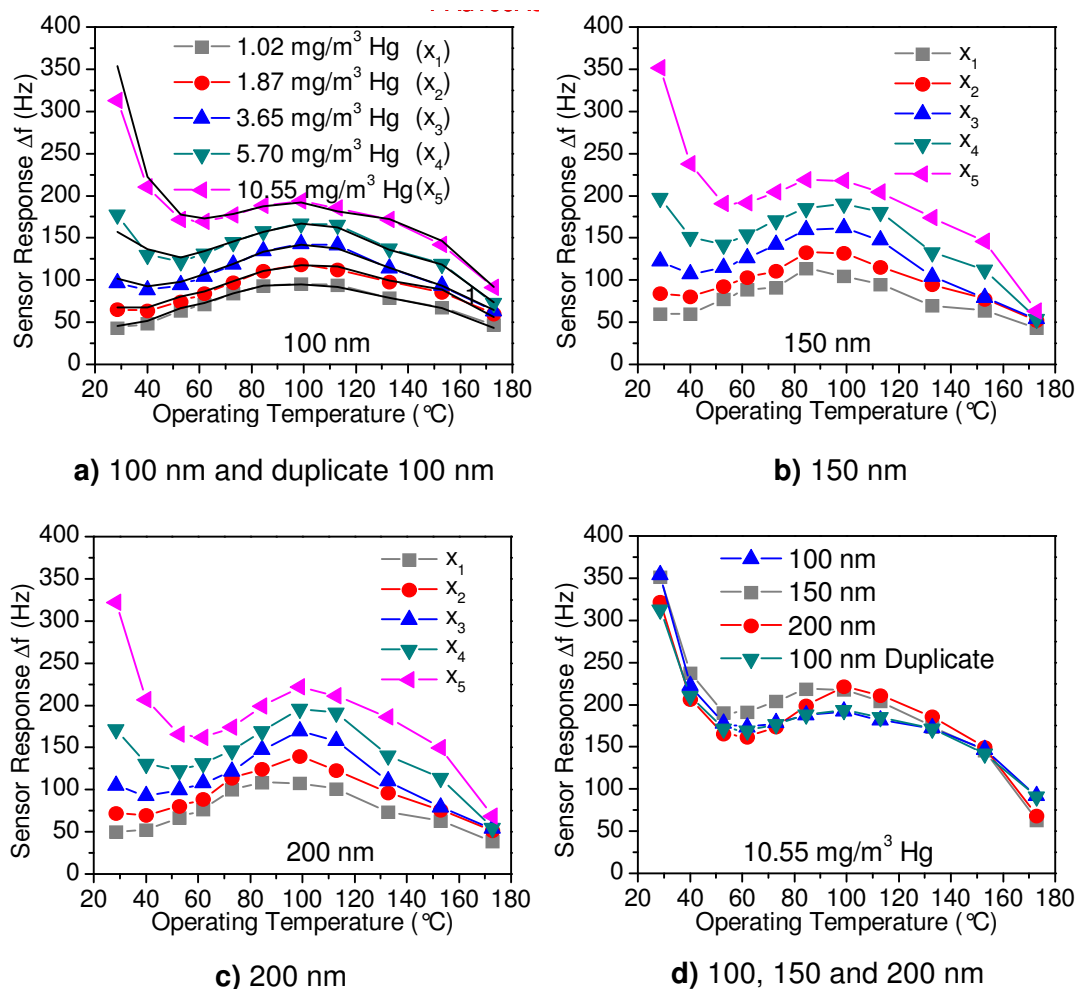 400
350
300
250
200
150
100
50
0
Sensor Response Δf (Hz)
1.02 mg/m³ Hg (x₁)
1.87 mg/m³ Hg (x₂)
3.65 mg/m³ Hg (x₃)
5.70 mg/m³ Hg (x₄)
10.55 mg/m³ Hg (x₅)
1
100 nm
20 40 60 80 100 120 140 160 180
Operating Temperature (°C)
a) 100 nm and duplicate 100 nm
400
350
300
250
200
150
100
50
0
Sensor Response Δf (Hz)
x₁
x₂
x₃
x₄
x₅
150 nm
20 40 60 80 100 120 140 160 180
Operating Temperature (°C)
b) 150 nm
400
350
300
250
200
150
100
50
0
Sensor Response Δf (Hz)
x₁
x₂
x₃
x₄
x₅
200 nm
20 40 60 80 100 120 140 160 180
Operating Temperature (°C)
c) 200 nm
400
350
300
250
200
150
100
50
0
Sensor Response Δf (Hz)
100 nm
150 nm
200 nm
100 nm Duplicate
10.55 mg/m³ Hg
20 40 60 80 100 120 140 160 180
Operating Temperature (°C)
d) 100, 150 and 200 nm